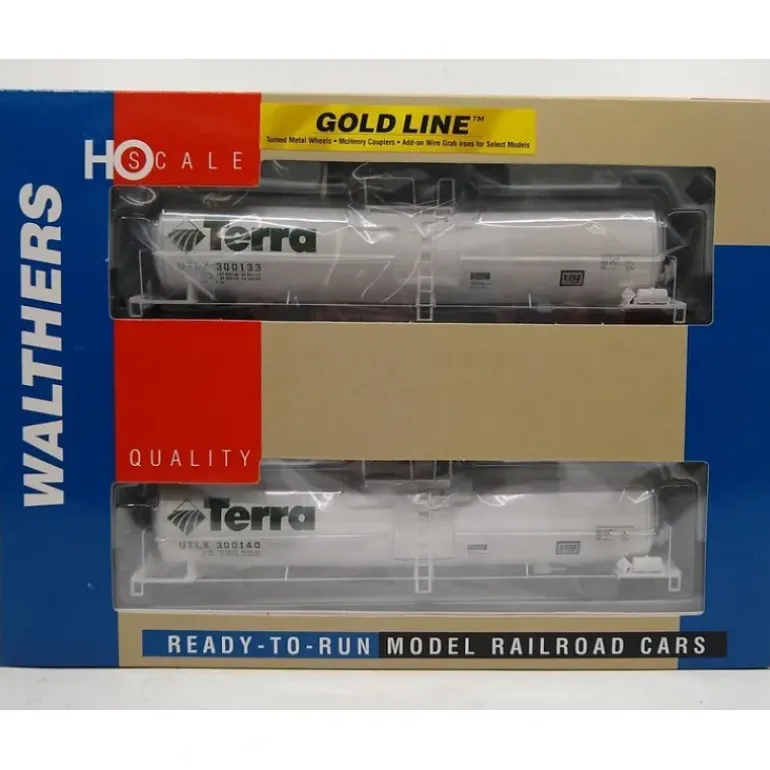 WALTHERS
HO SCALE
GOLD LINE™
Turned Metal Wheels • McHenry Couplers • Add-on Wire Grab Irons for Select Models
Terra
UTLX 300133
QUALITY
Terra
UTLX 300140
READY-TO-RUN MODEL RAILROAD CARS